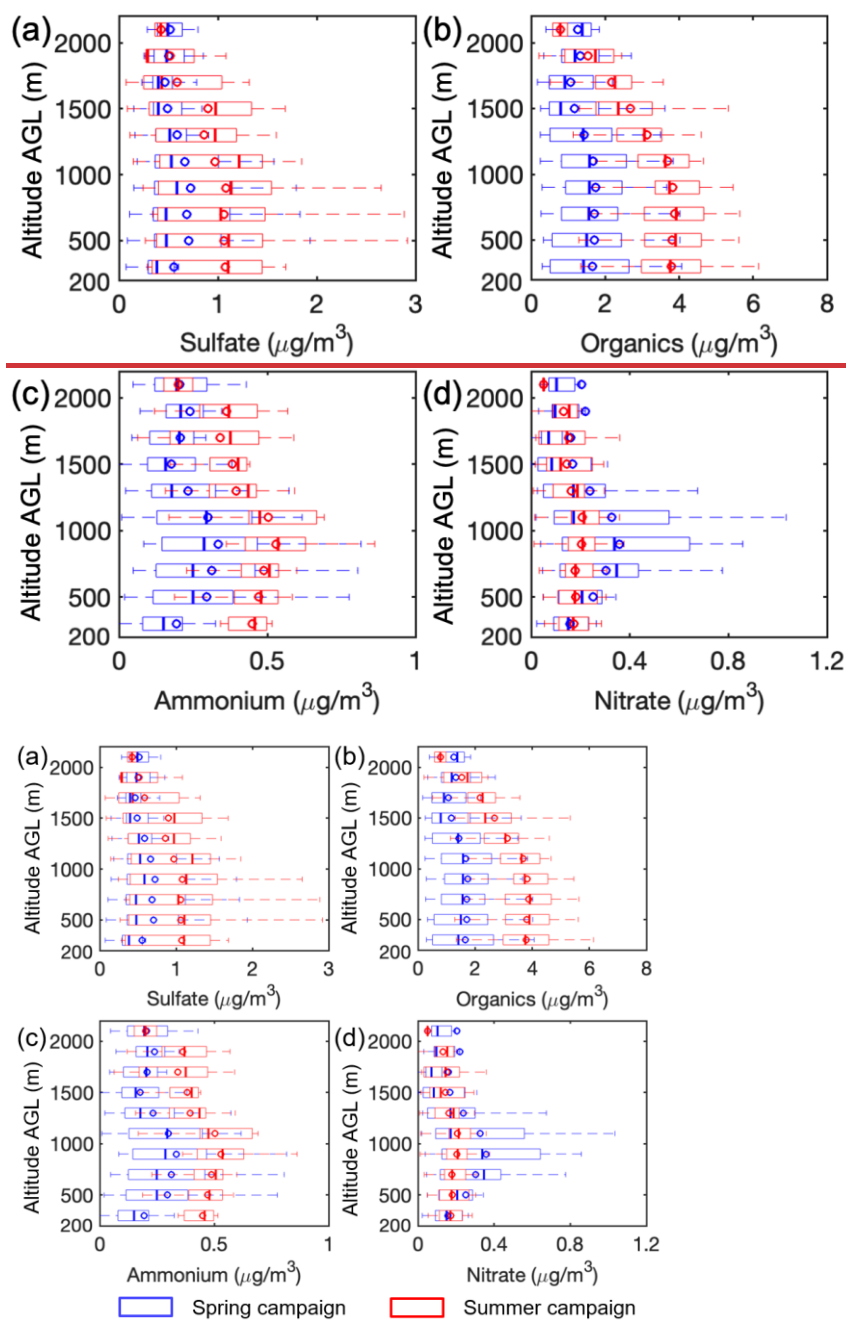 (a)
2000
1500
1000
500
200
Altitude AGL (m)
0 1 2 3
Sulfate (μg/m³)
(b)
2000
1500
1000
500
200
Altitude AGL (m)
0 2 4 6 8
Organics (μg/m³)
(c)
2000
1500
1000
500
200
Altitude AGL (m)
0 0.5 1
Ammonium (μg/m³)
(d)
2000
1500
1000
500
200
Altitude AGL (m)
0 0.4 0.8 1.2
Nitrate (μg/m³)
(a)
2000
1500
1000
500
200
Altitude AGL (m)
0 1 2 3
Sulfate (μg/m³)
(b)
2000
1500
1000
500
200
Altitude AGL (m)
0 2 4 6 8
Organics (μg/m³)
(c)
2000
1500
1000
500
200
Altitude AGL (m)
0 0.5 1
Ammonium (μg/m³)
(d)
2000
1500
1000
500
200
Altitude AGL (m)
0 0.4 0.8 1.2
Nitrate (μg/m³)
Spring campaign
Summer campaign